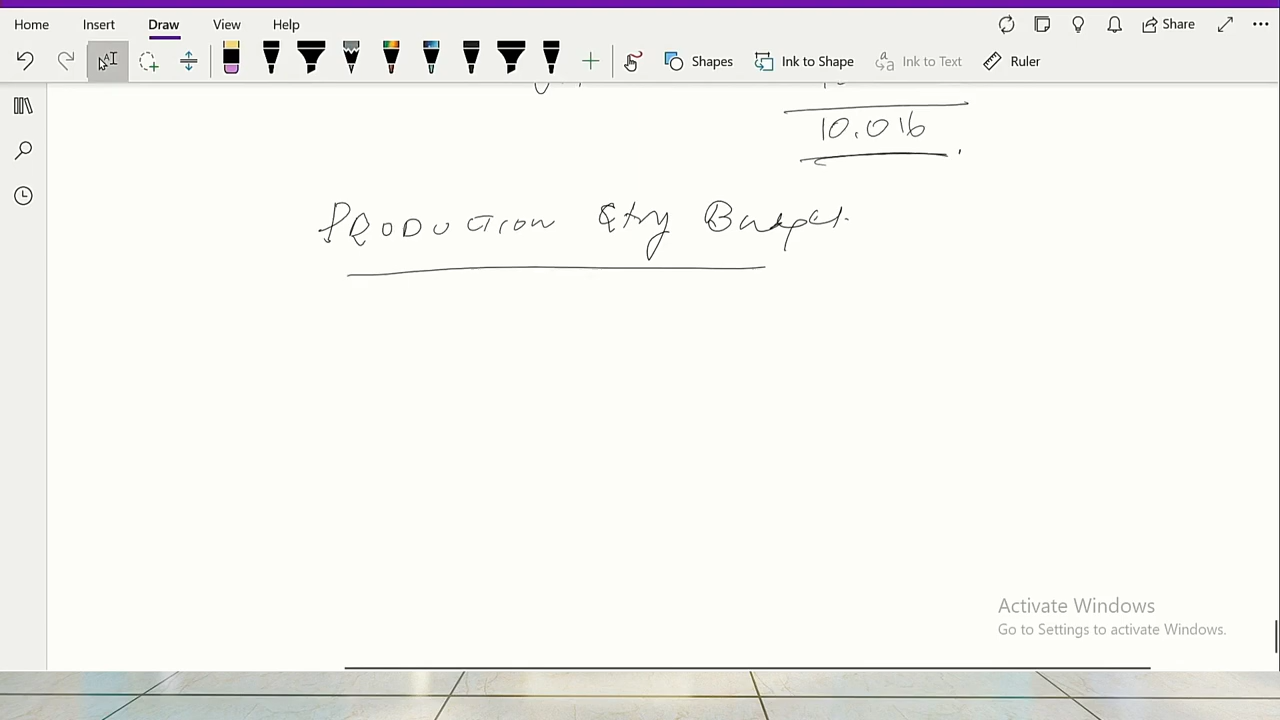 Home Insert Draw View Help Share
Shapes Ink to Shape Ink to Text Ruler
10.016
PRODUCTION Qty Budget.
Activate Windows
Go to Settings to activate Windows.